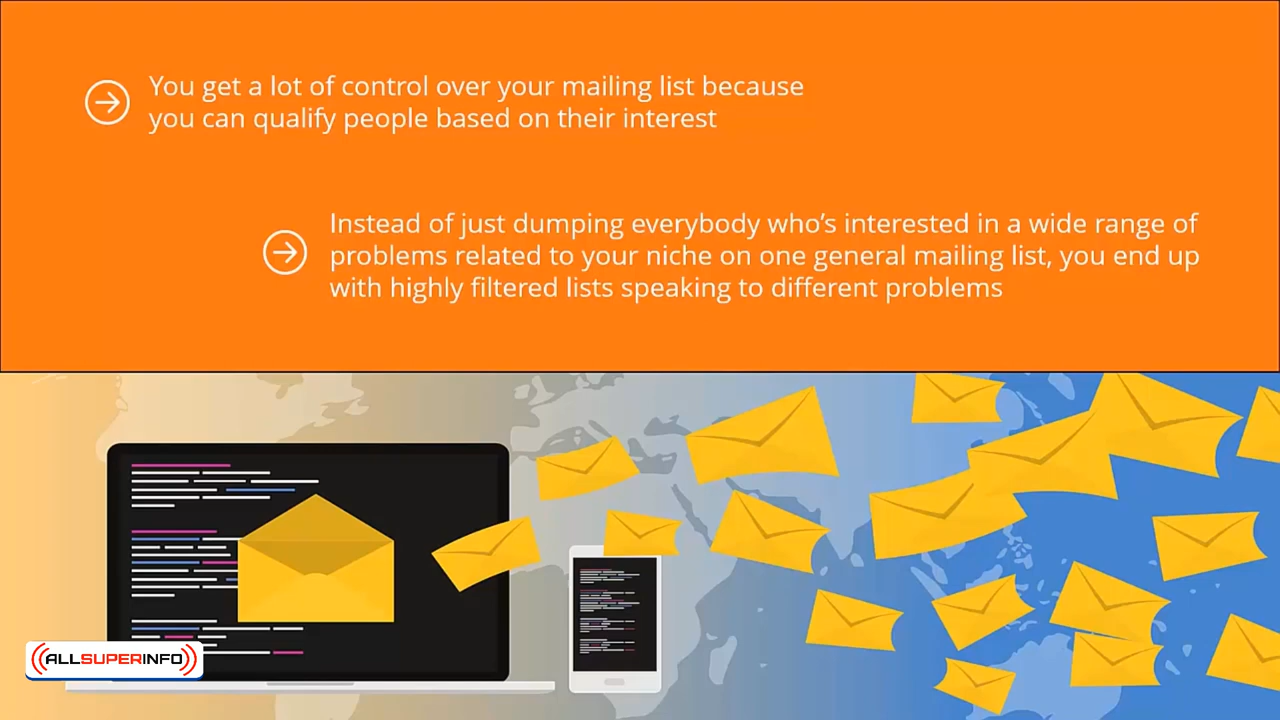 You get a lot of control over your mailing list because
you can qualify people based on their interest
Instead of just dumping everybody who's interested in a wide range of
problems related to your niche on one general mailing list, you end up
with highly filtered lists speaking to different problems
ALLSUPERINFO